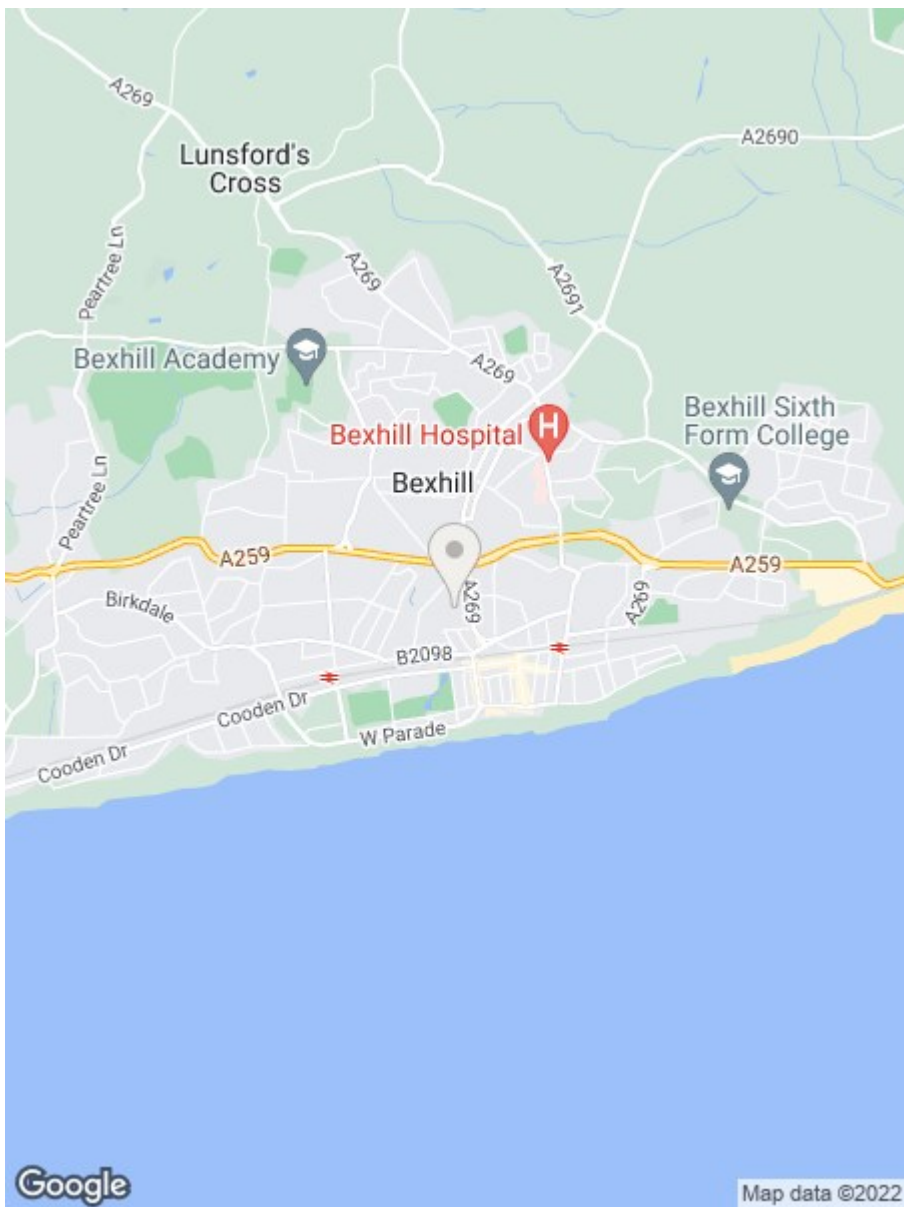 A269
A2690
Lunsford's
Cross
Peartree Ln
A269
A2691
Bexhill Academy
A269
Bexhill Sixth
Form College
Bexhill Hospital
H
Bexhill
Peartree Ln
A259
A259
Birkdale
A269
A269
B2098
Cooden Dr
W Parade
Cooden Dr
Google
Map data ©2022